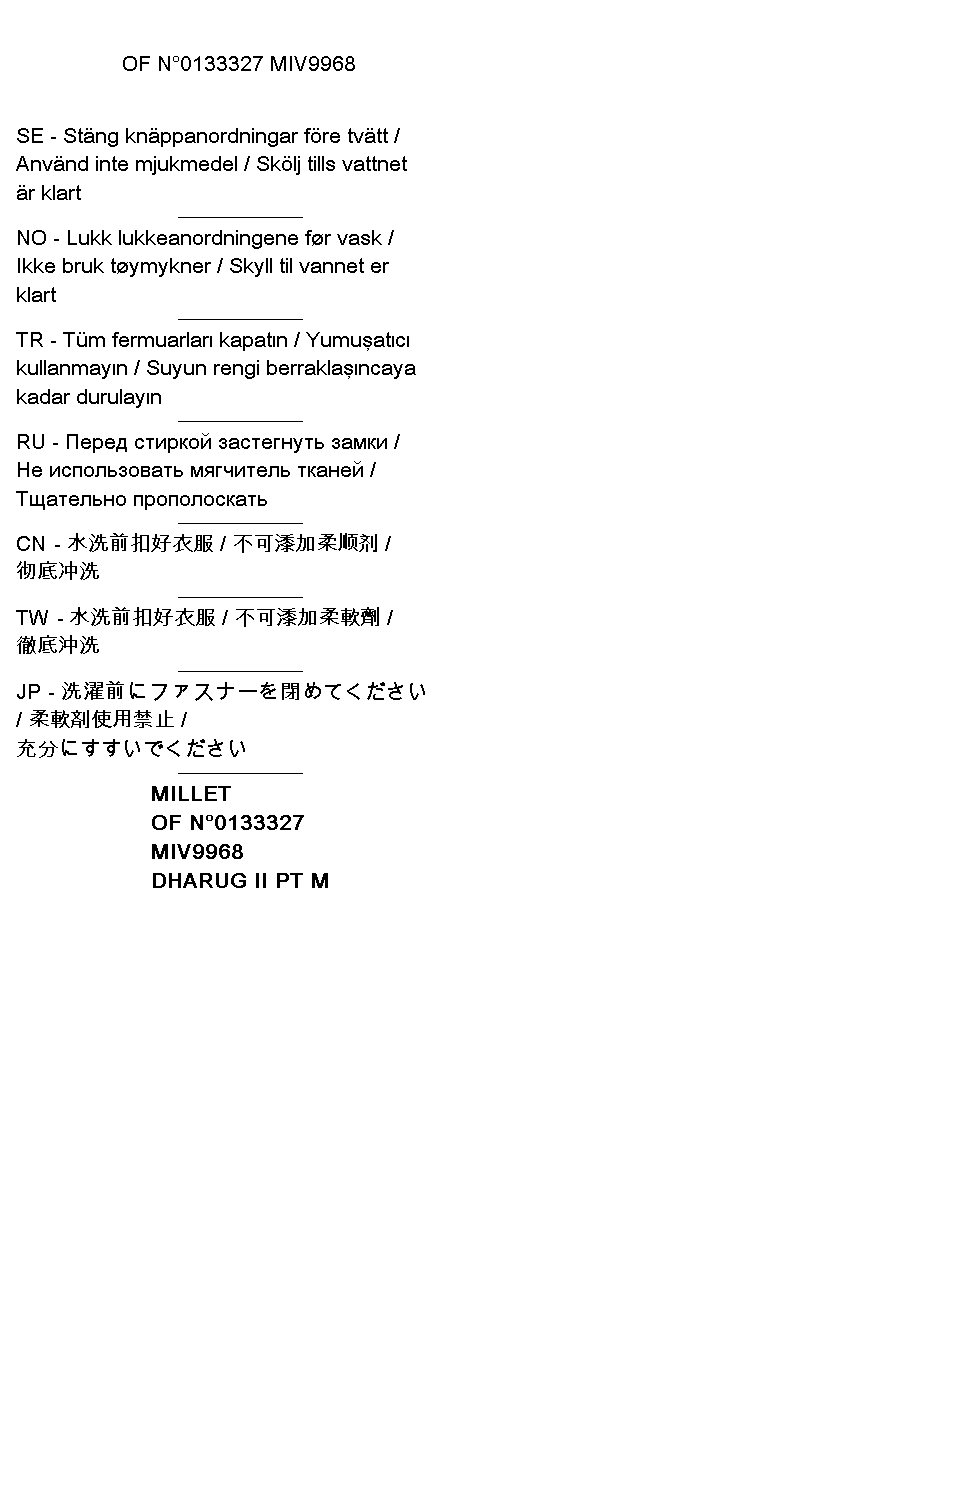 OF N°0133327 MIV9968
SE - Stäng knäppanordningar före tvätt /
Använd inte mjukmedel / Skölj tills vattnet
är klart
NO - Lukk lukkeanordningene før vask /
Ikke bruk tøymykner / Skyll til vannet er
klart
TR - Tüm fermuarları kapatın / Yumuşatıcı
kullanmayın / Suyun rengi berraklaşıncaya
kadar durulayın
RU - Перед стиркой застегнуть замки /
Не использовать мягчитель тканей /
Тщательно прополоскать
CN - 水洗前扣好衣服 / 不可漆加柔顺剂 /
彻底冲洗
TW - 水洗前扣好衣服 / 不可漆加柔軟劑 /
徹底沖洗
JP - 洗濯前にファスナーを閉めてください
/ 柔軟剤使用禁止 /
充分にすすいでください
MILLET
OF N°0133327
MIV9968
DHARUG II PT M